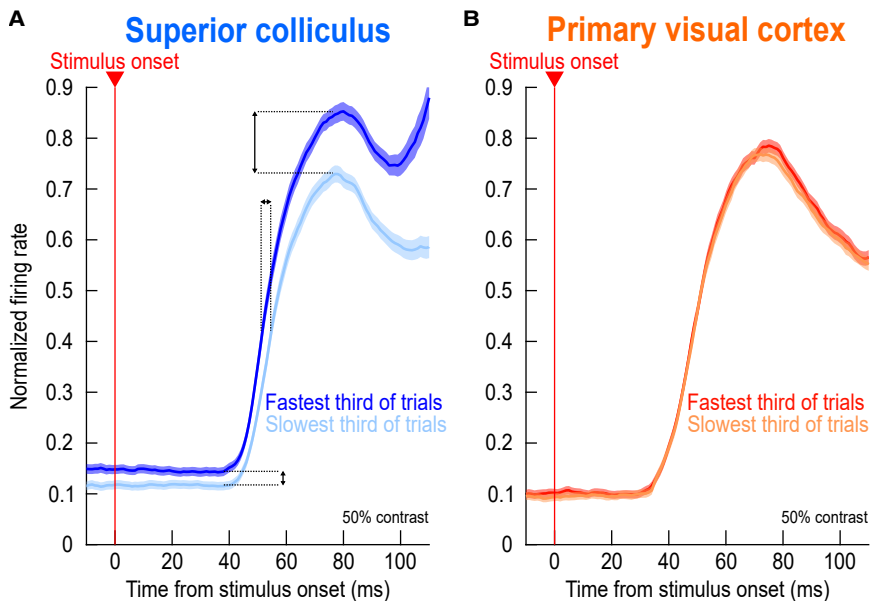 A
Superior colliculus
Stimulus onset
0.9
0.8
0.7
0.6
0.5
0.4
0.3
0.2
0.1
0
Normalized firing rate
Fastest third of trials
Slowest third of trials
50% contrast
0 20 40 60 80 100
Time from stimulus onset (ms)
B
Primary visual cortex
Stimulus onset
0.9
0.8
0.7
0.6
0.5
0.4
0.3
0.2
0.1
0
Fastest third of trials
Slowest third of trials
50% contrast
0 20 40 60 80 100
Time from stimulus onset (ms)